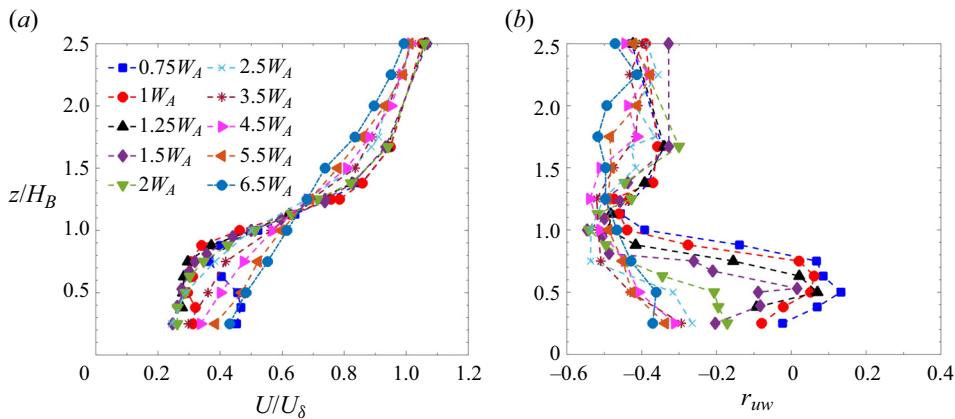 (a)
(b)
2.5
2.0
1.5
1.0
0.5
0
0.2
0.4
0.6
0.8
1.0
1.2
z/H_B
U/U_δ
0.75W_A
1W_A
1.25W_A
1.5W_A
2W_A
2.5W_A
3.5W_A
4.5W_A
5.5W_A
6.5W_A
2.5
2.0
1.5
1.0
0.5
0
–0.6
–0.4
–0.2
0
0.2
0.4
r_{uw}